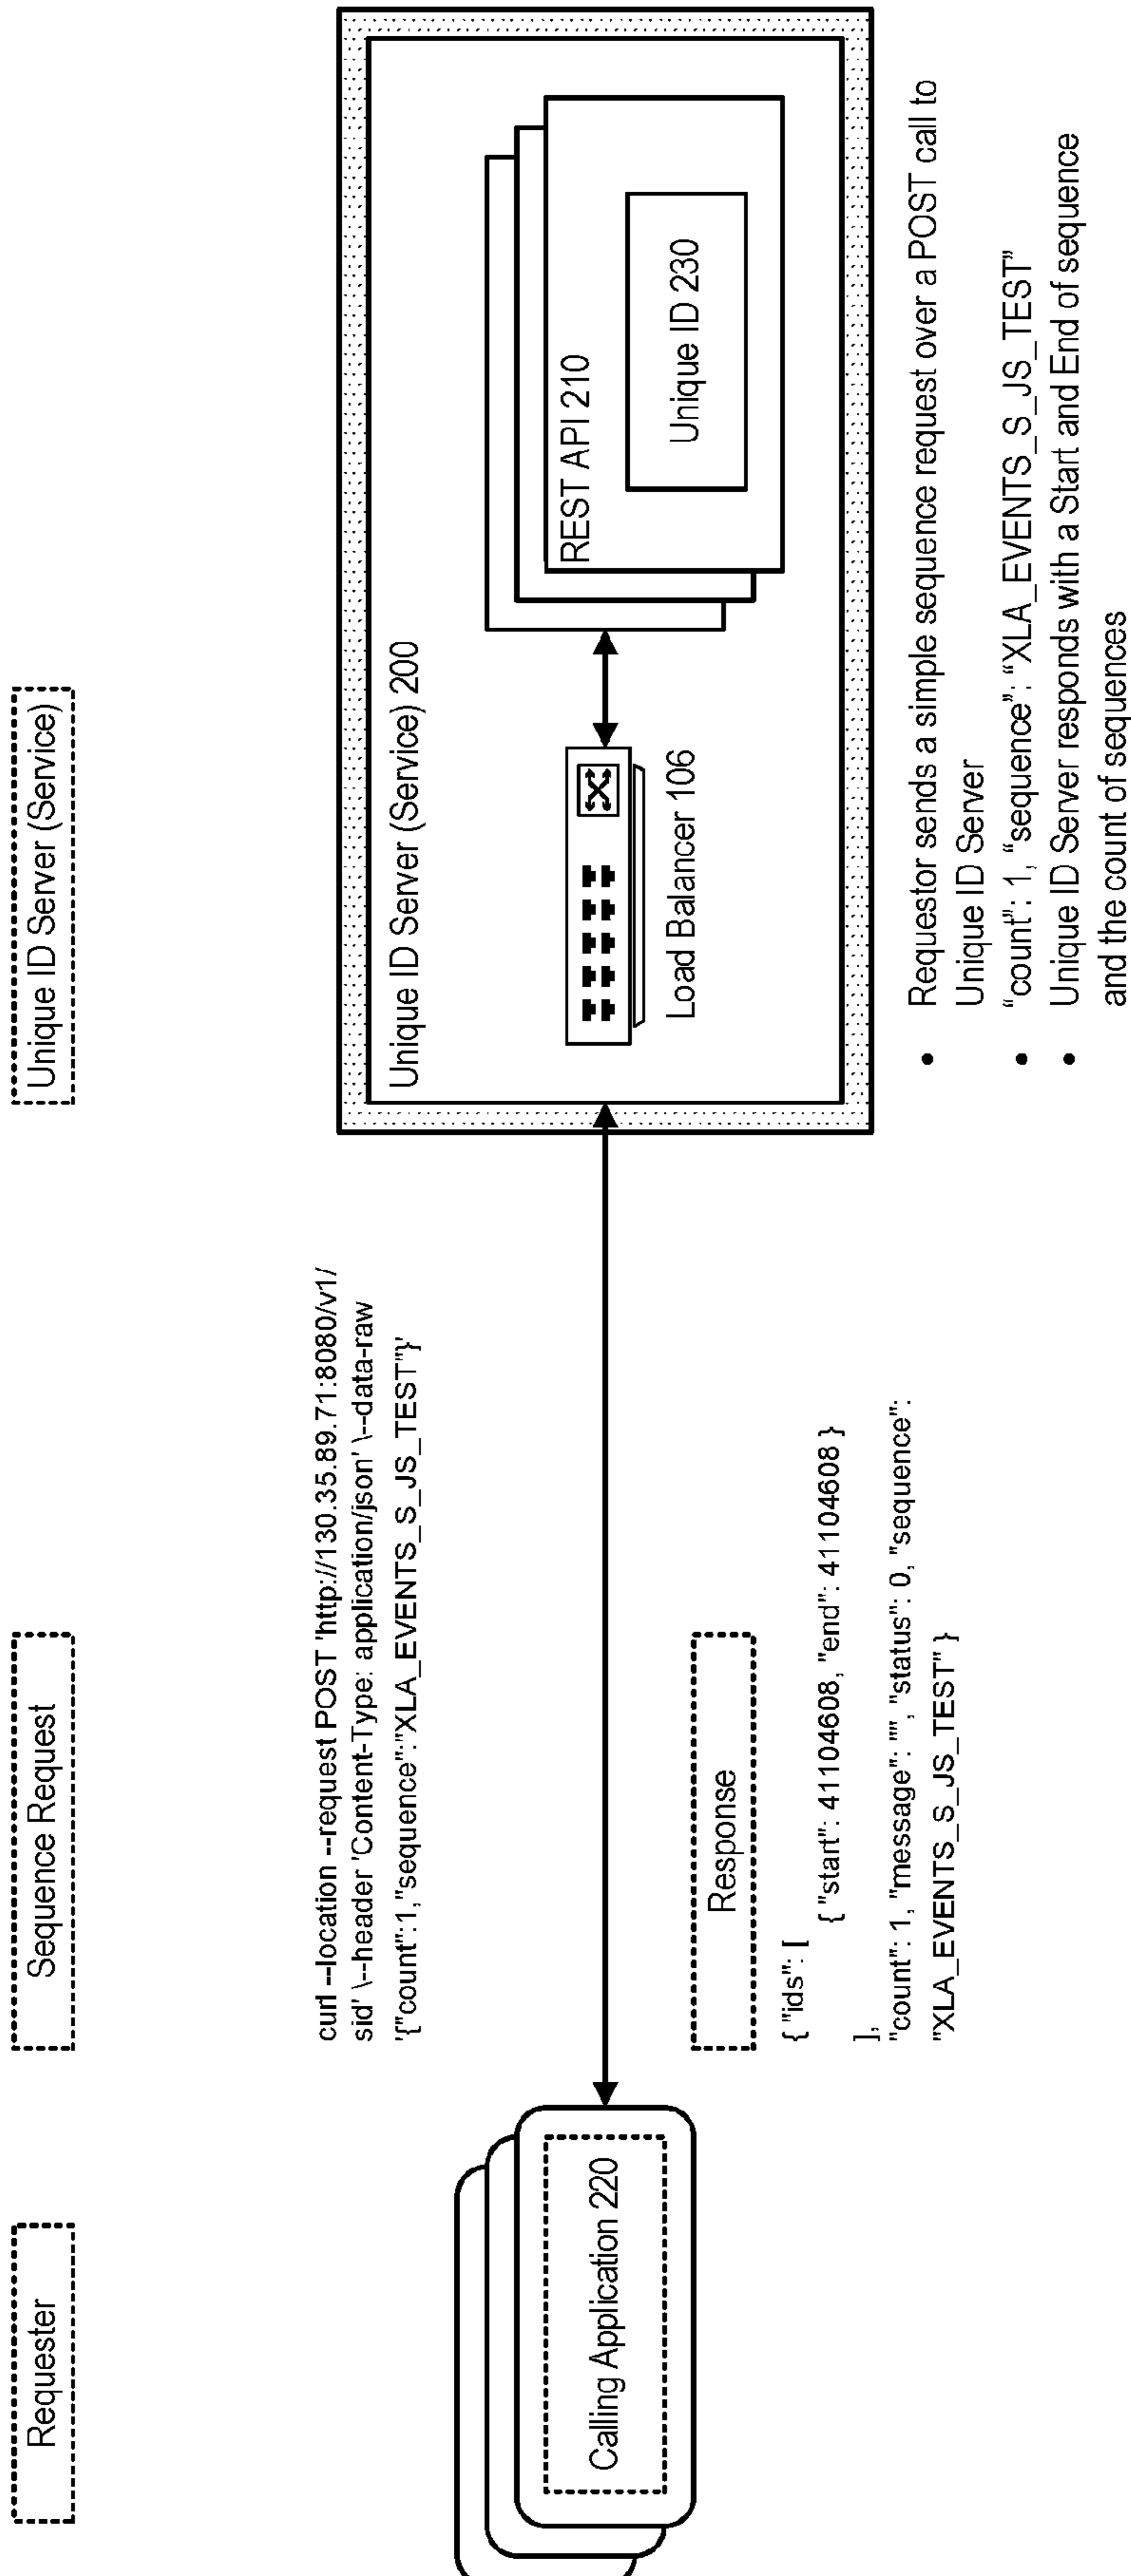 Requester
Sequence Request
Unique ID Server (Service)
curl --location --request POST 'http://130.35.89.71:8080/v1/
sid' \--header 'Content-Type: application/json' \--data-raw
'{"count":1,"sequence":"XLA_EVENTS_S_JS_TEST"}'
Calling Application 220
Unique ID Server (Service) 200
Load Balancer 106
REST API 210
Unique ID 230
Response
{ "ids": [
{ "start": 41104608, "end": 41104608 }
],
"count": 1, "message": "", "status": 0, "sequence":
"XLA_EVENTS_S_JS_TEST" }
• Requestor sends a simple sequence request over a POST call to
Unique ID Server
• “count”: 1, “sequence”: “XLA_EVENTS_S_JS_TEST”
• Unique ID Server responds with a Start and End of sequence
and the count of sequences